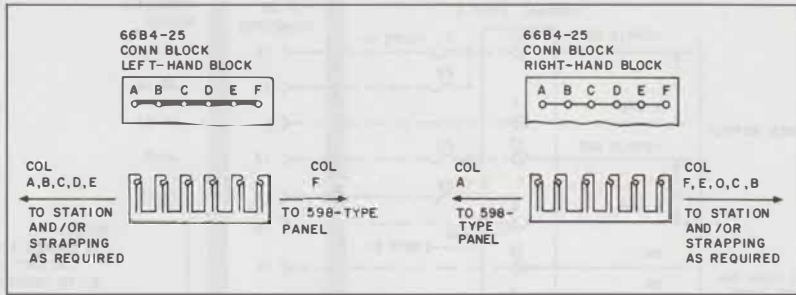 66B4-25
CONN BLOCK
LEFT-HAND BLOCK
A B C D E F
COL
A,B,C,D,E
TO STATION
AND/OR
STRAPPING
AS REQUIRED
COL
F
TO 598-TYPE
PANEL
66B4-25
CONN BLOCK
RIGHT-HAND BLOCK
A B C D E F
COL
A
TO 598-
TYPE
PANEL
COL
F,E,D,C,B
TO STATION
AND/OR
STRAPPING
AS REQUIRED